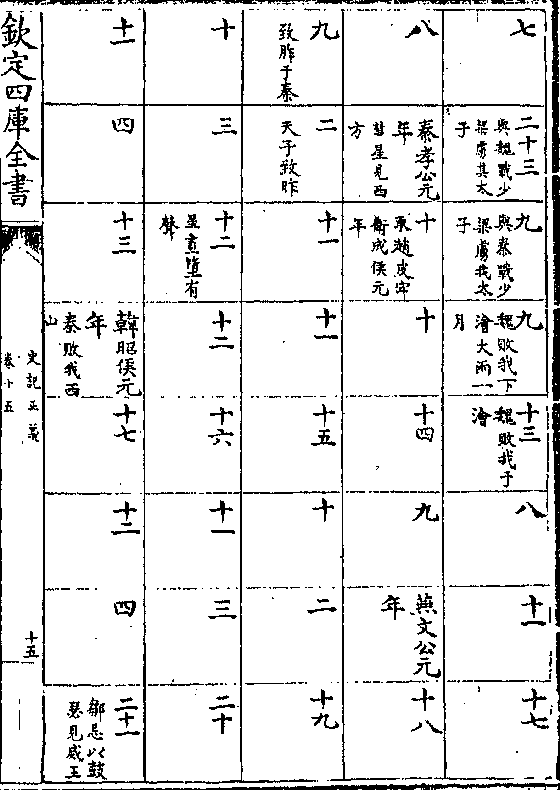 七
二十三
與魏戰少
梁虜其太
子
九
與秦戰少
梁虜我太
子
九
魏敗我下
澮大雨一
月
十三
魏敗我于
澮
八
十一
十七
八
秦孝公元
年
彗星見西
方
十
取趙皮牢
衛成侯元
年
十
十四
九
燕文公元
年
十八
九
致胙于秦
二
天子致胙
十一
十一
十五
十
二
十九
十
三
十二
星晝墮有
聲
十二
十六
十一
三
二十
十一
四
十三
韓昭侯元
年
秦敗我西
山
十七
十二
四
二十一
鄒忌以鼓
瑟見威王
欽定四庫全書
史記正義
卷十五
十五